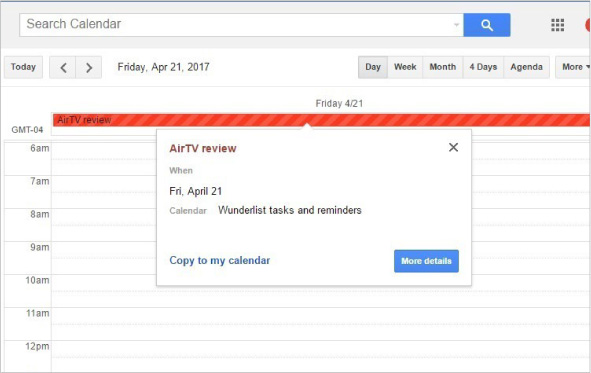 Search Calendar
Today
Friday, Apr 21, 2017
Day Week Month 4 Days Agenda More
Friday 4/21
AirTV review
GMT-04
AirTV review
When
Fri, April 21
Calendar Wunderlist tasks and reminders
Copy to my calendar More details
6am
7am
8am
9am
10am
11am
12pm